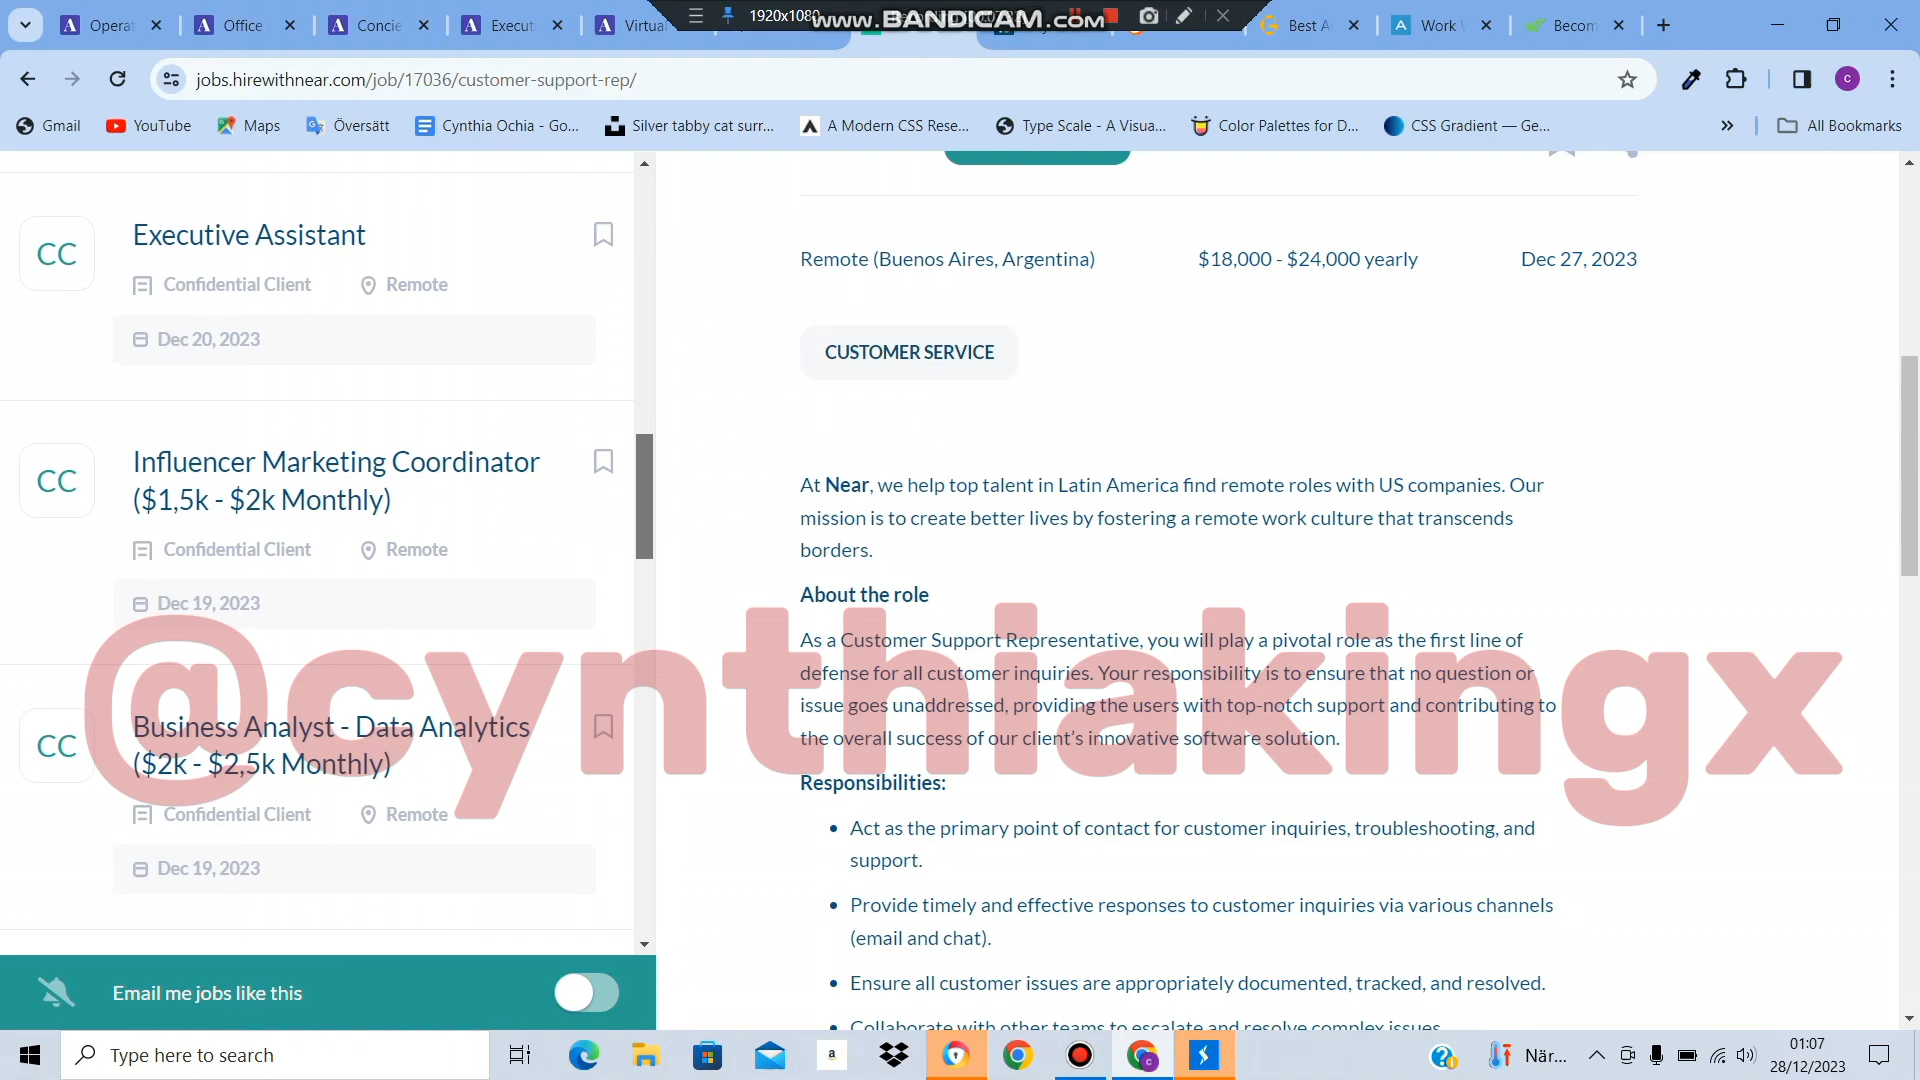 Operat
Office
Concie
Executi
Virtual
1920x1080
www.BANDICAM.com
Best A
Work
Becom
jobs.hirewithnear.com/job/17036/customer-support-rep/
C
Gmail
YouTube
Maps
Översätt
Cynthia Ochia - Go...
Silver tabby cat surr...
A Modern CSS Rese...
Type Scale - A Visua...
Color Palettes for D...
CSS Gradient — Ge...
All Bookmarks
CC
Executive Assistant
Confidential Client
Remote
Dec 20, 2023
CC
Influencer Marketing Coordinator
($1,5k - $2k Monthly)
Confidential Client
Remote
Dec 19, 2023
CC
Business Analyst - Data Analytics
($2k - $2,5k Monthly)
Confidential Client
Remote
Dec 19, 2023
Email me jobs like this
Remote (Buenos Aires, Argentina)
$18,000 - $24,000 yearly
Dec 27, 2023
CUSTOMER SERVICE
At Near, we help top talent in Latin America find remote roles with US companies. Our
mission is to create better lives by fostering a remote work culture that transcends
borders.
About the role
As a Customer Support Representative, you will play a pivotal role as the first line of
defense for all customer inquiries. Your responsibility is to ensure that no question or
issue goes unaddressed, providing the users with top-notch support and contributing to
the overall success of our client's innovative software solution.
Responsibilities:
• Act as the primary point of contact for customer inquiries, troubleshooting, and
support.
• Provide timely and effective responses to customer inquiries via various channels
(email and chat).
• Ensure all customer issues are appropriately documented, tracked, and resolved.
• Collaborate with other teams to escalate and resolve complex issues
@cynthiakingx
Type here to search
När...
01:07
28/12/2023